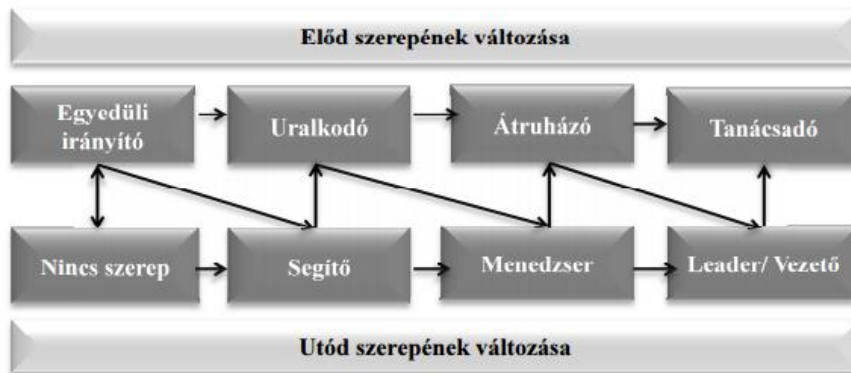 Előd szerepének változása
Egyedüli
irányító
Uralkodó
Átruházó
Tanácsadó
Nincs szerep
Segítő
Menedzser
Leader/ Vezető
Utód szerepének változása